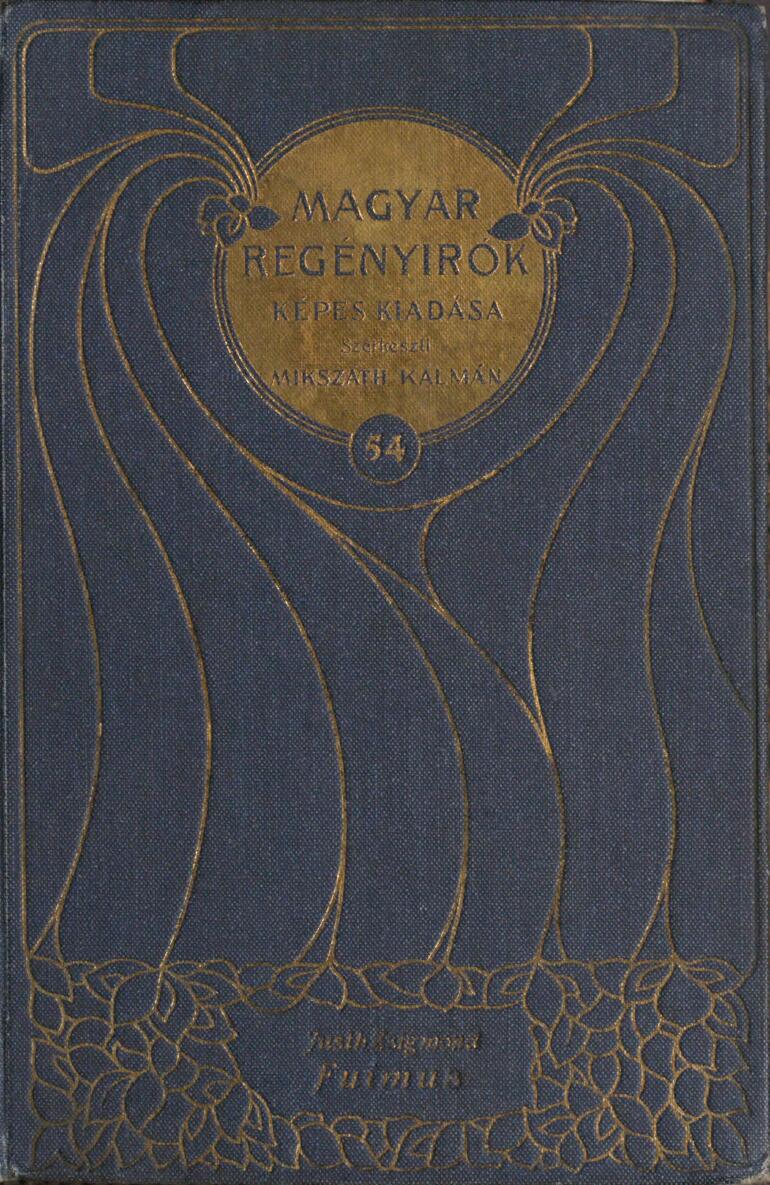 MAGYAR
REGÉNYIRÓK
KÉPES KIADÁSA
Szerkeszti
MIKSZÁTH KÁLMÁN
54
Justh Zsigmond
Fuimus